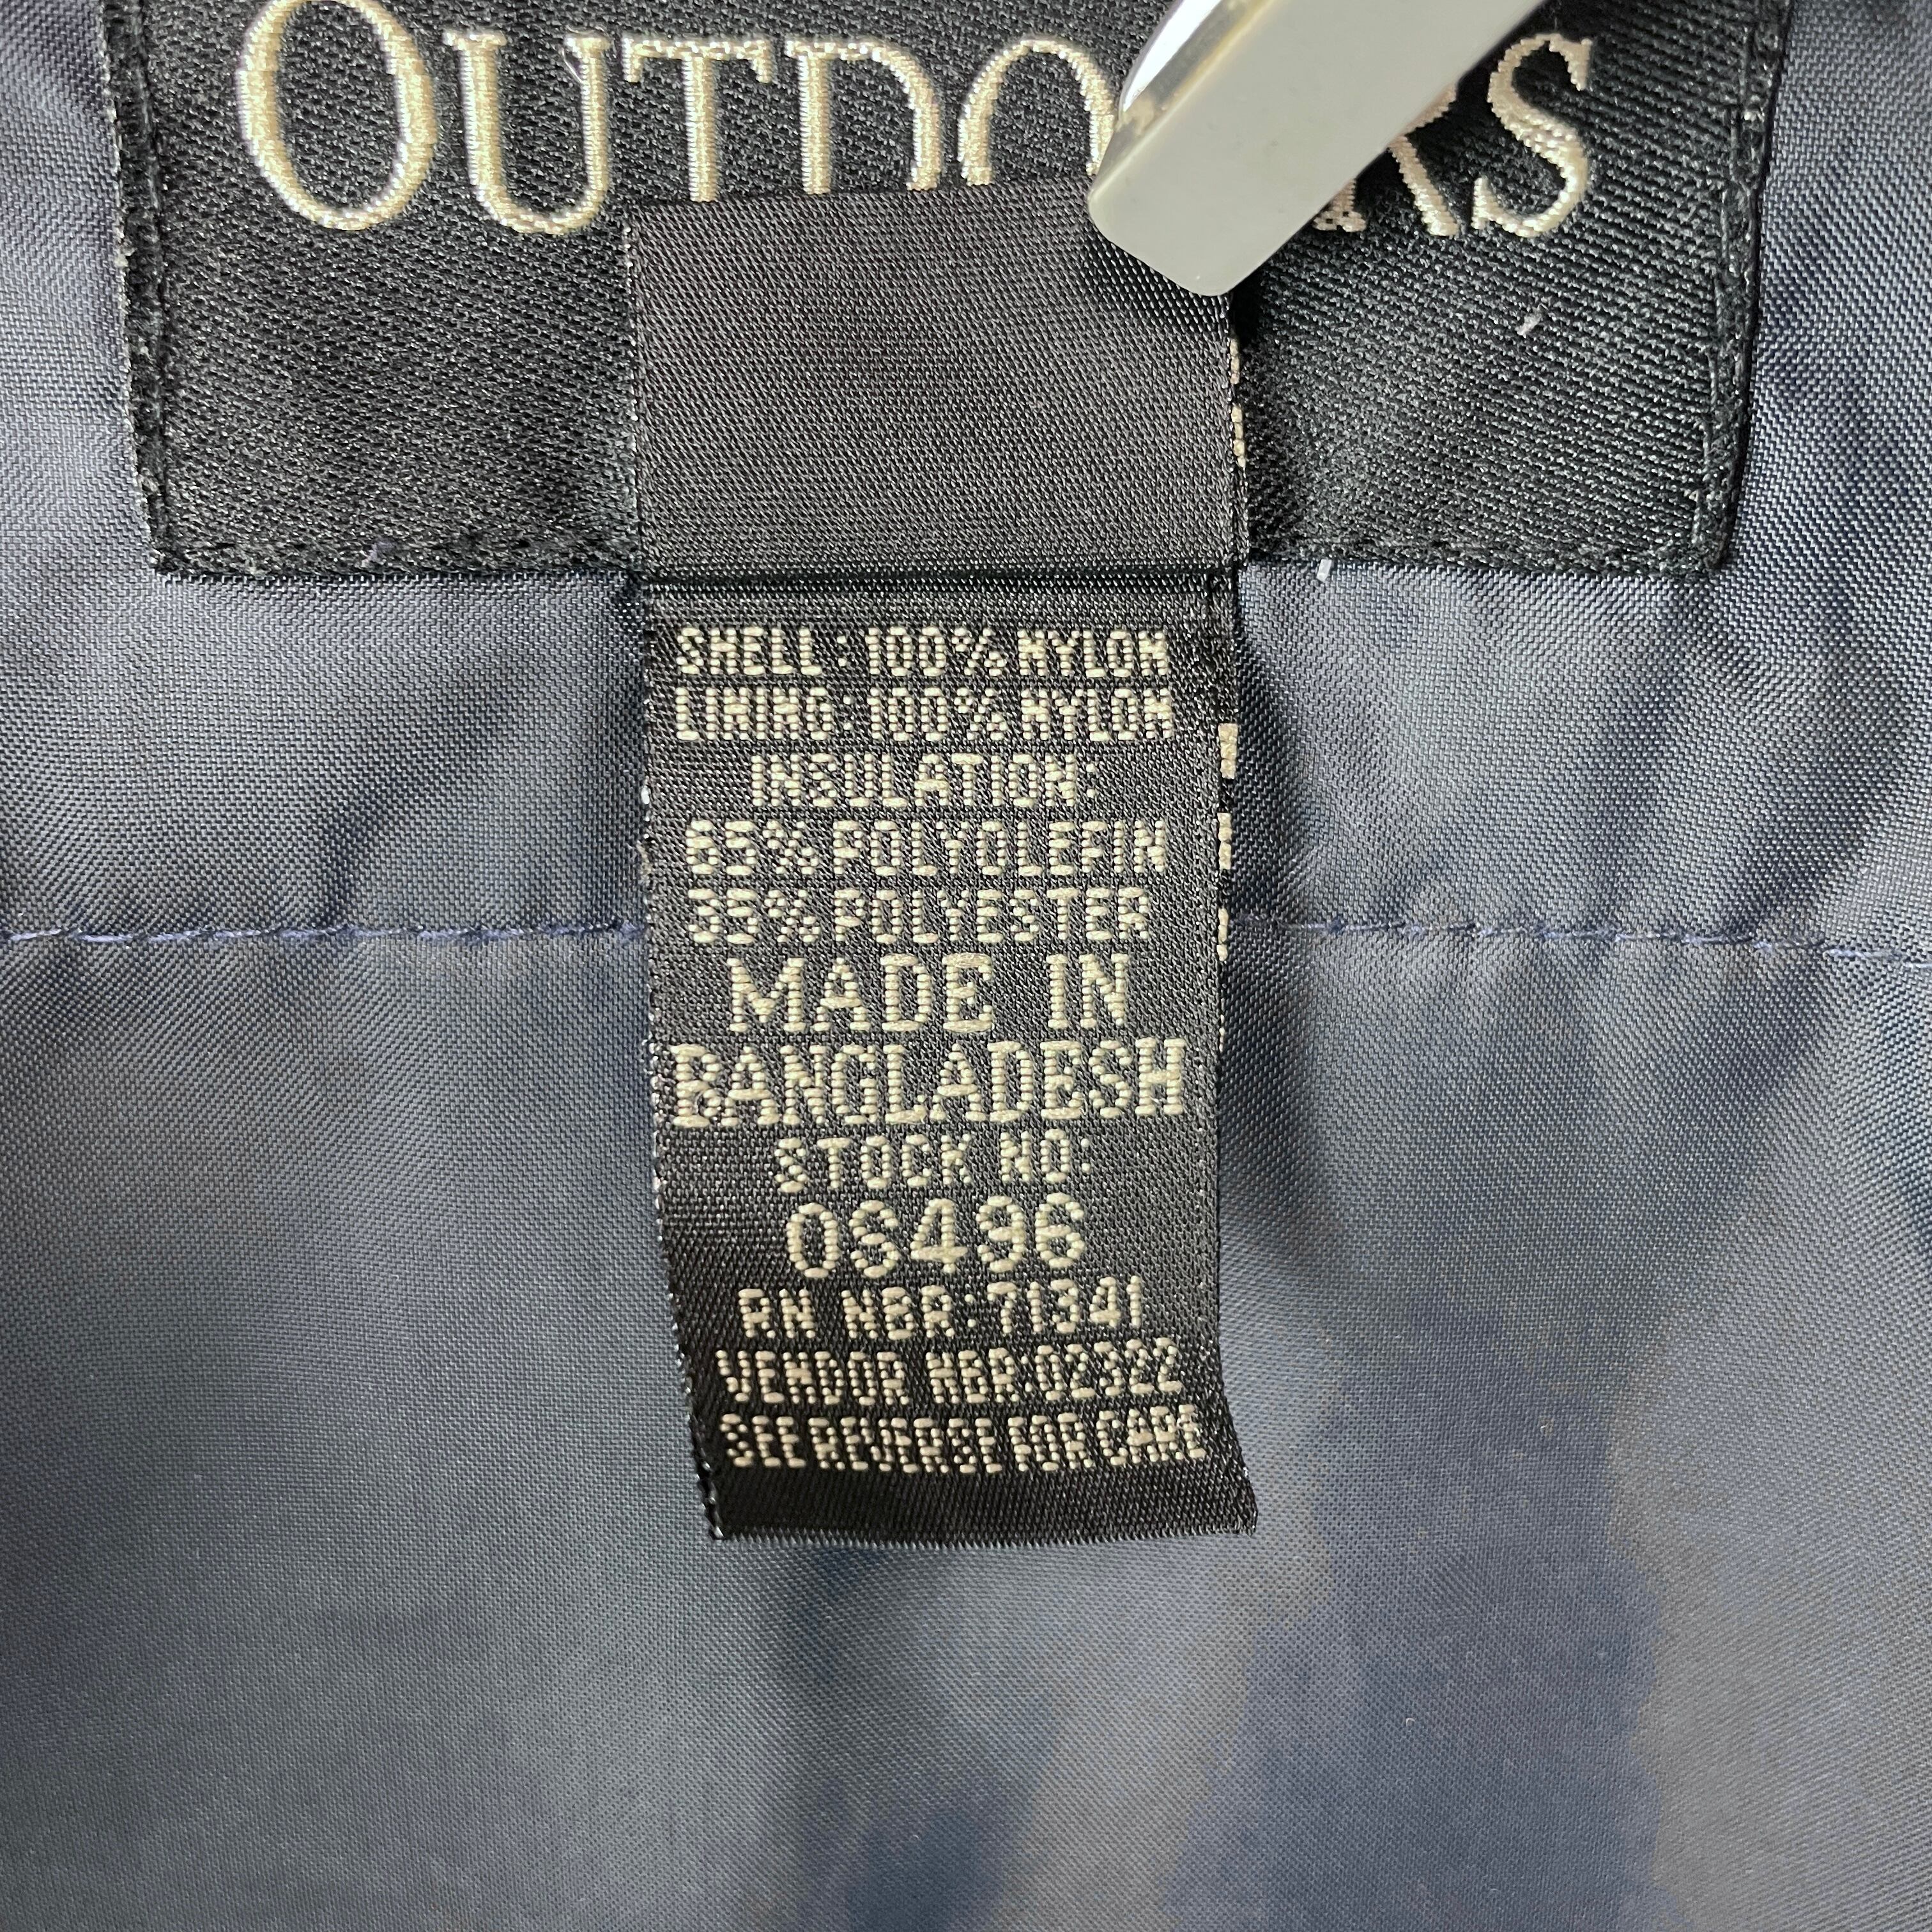 OUTDOORS
SHELL: 100% NYLON
LINING: 100% NYLON
INSULATION:
65% POLYOLEFIN
35% POLYESTER
MADE IN
BANGLADESH
STOCK NO:
06496
RN NBR: 71341
VENDOR NBR:02322
SEE REVERSE FOR CARE